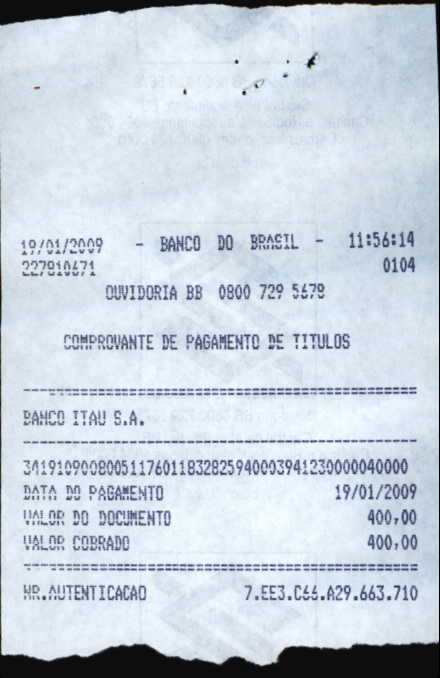 19/01/2009 - BANCO DO BRASIL - 11:56:14
227810671 0104
OUVIDORIA BB 0800 729 5678
COMPROVANTE DE PAGAMENTO DE TITULOS
BANCO ITAU S.A.
34191090080051176011832825940003941230000040000
DATA DO PAGAMENTO 19/01/2009
VALOR DO DOCUMENTO 400,00
VALOR COBRADO 400,00
NR.AUTENTICACAO 7.EE3.C66.A29.663.710